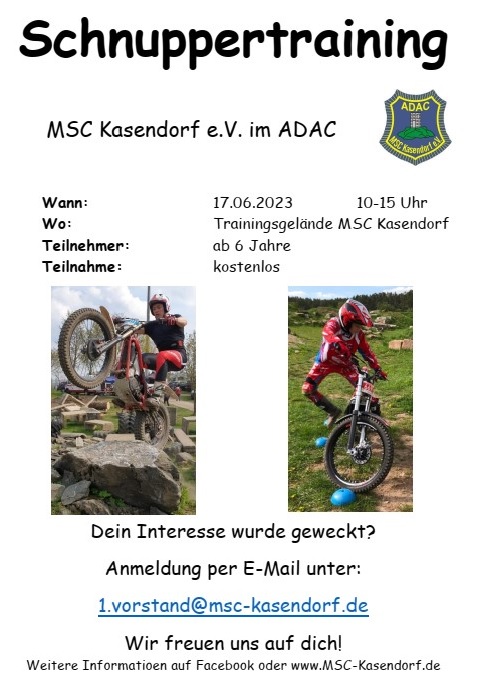 Schnuppertraining
MSC Kasendorf e.V. im ADAC
ADAC
MSC Kasendorf e.V.
Wann: 17.06.2023 10-15 Uhr
Wo: Trainingsgelände MSC Kasendorf
Teilnehmer: ab 6 Jahre
Teilnahme: kostenlos
Dein Interesse wurde geweckt?
Anmeldung per E-Mail unter:
1.vorstand@msc-kasendorf.de
Wir freuen uns auf dich!
Weitere Informatioen auf Facebook oder www.MSC-Kasendorf.de